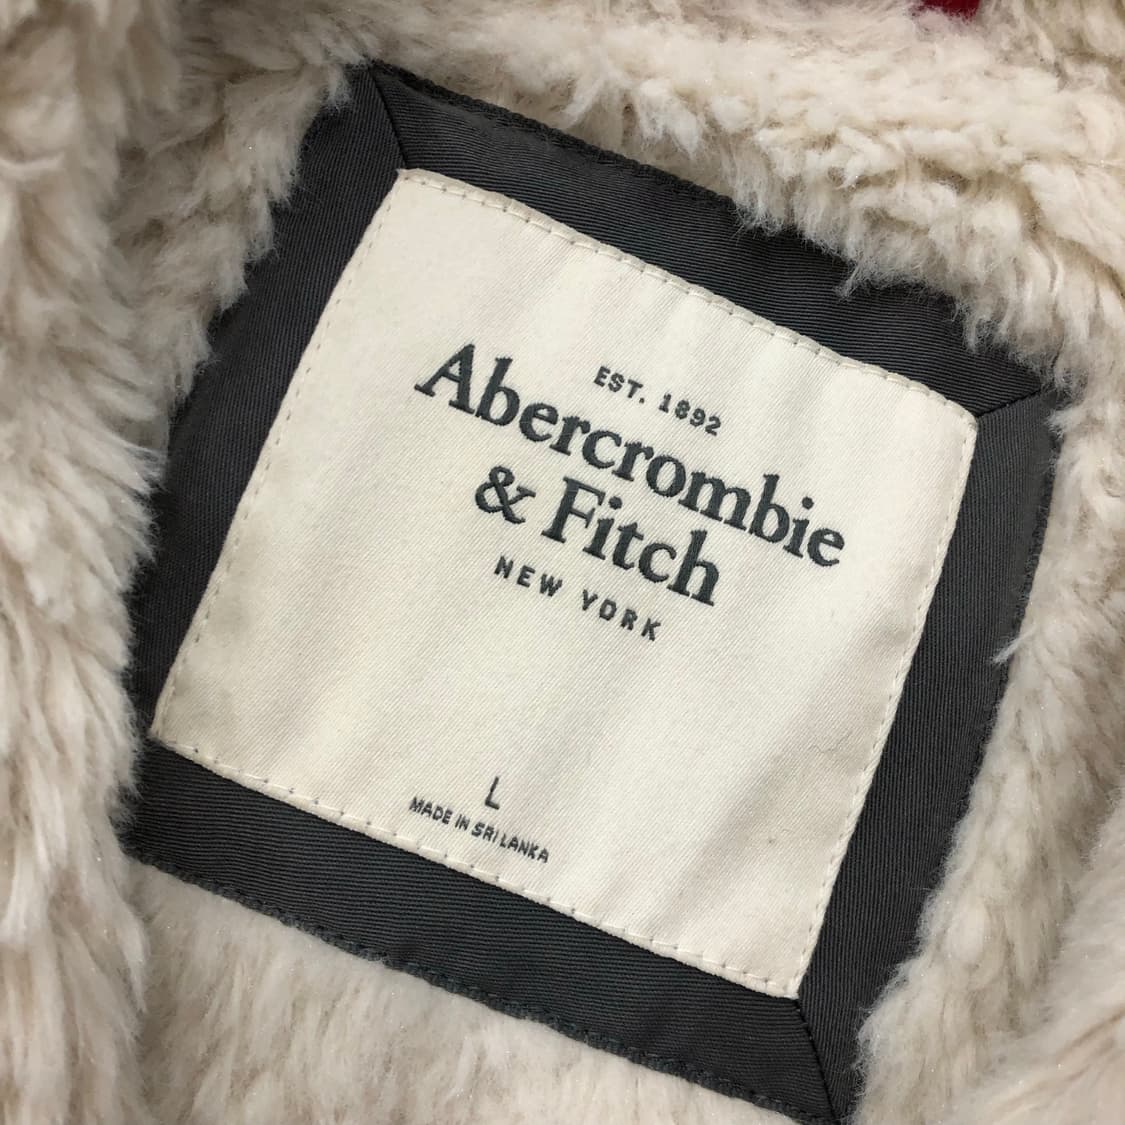 EST. 1892
Abercrombie
& Fitch
NEW YORK
L
MADE IN SRI LANKA